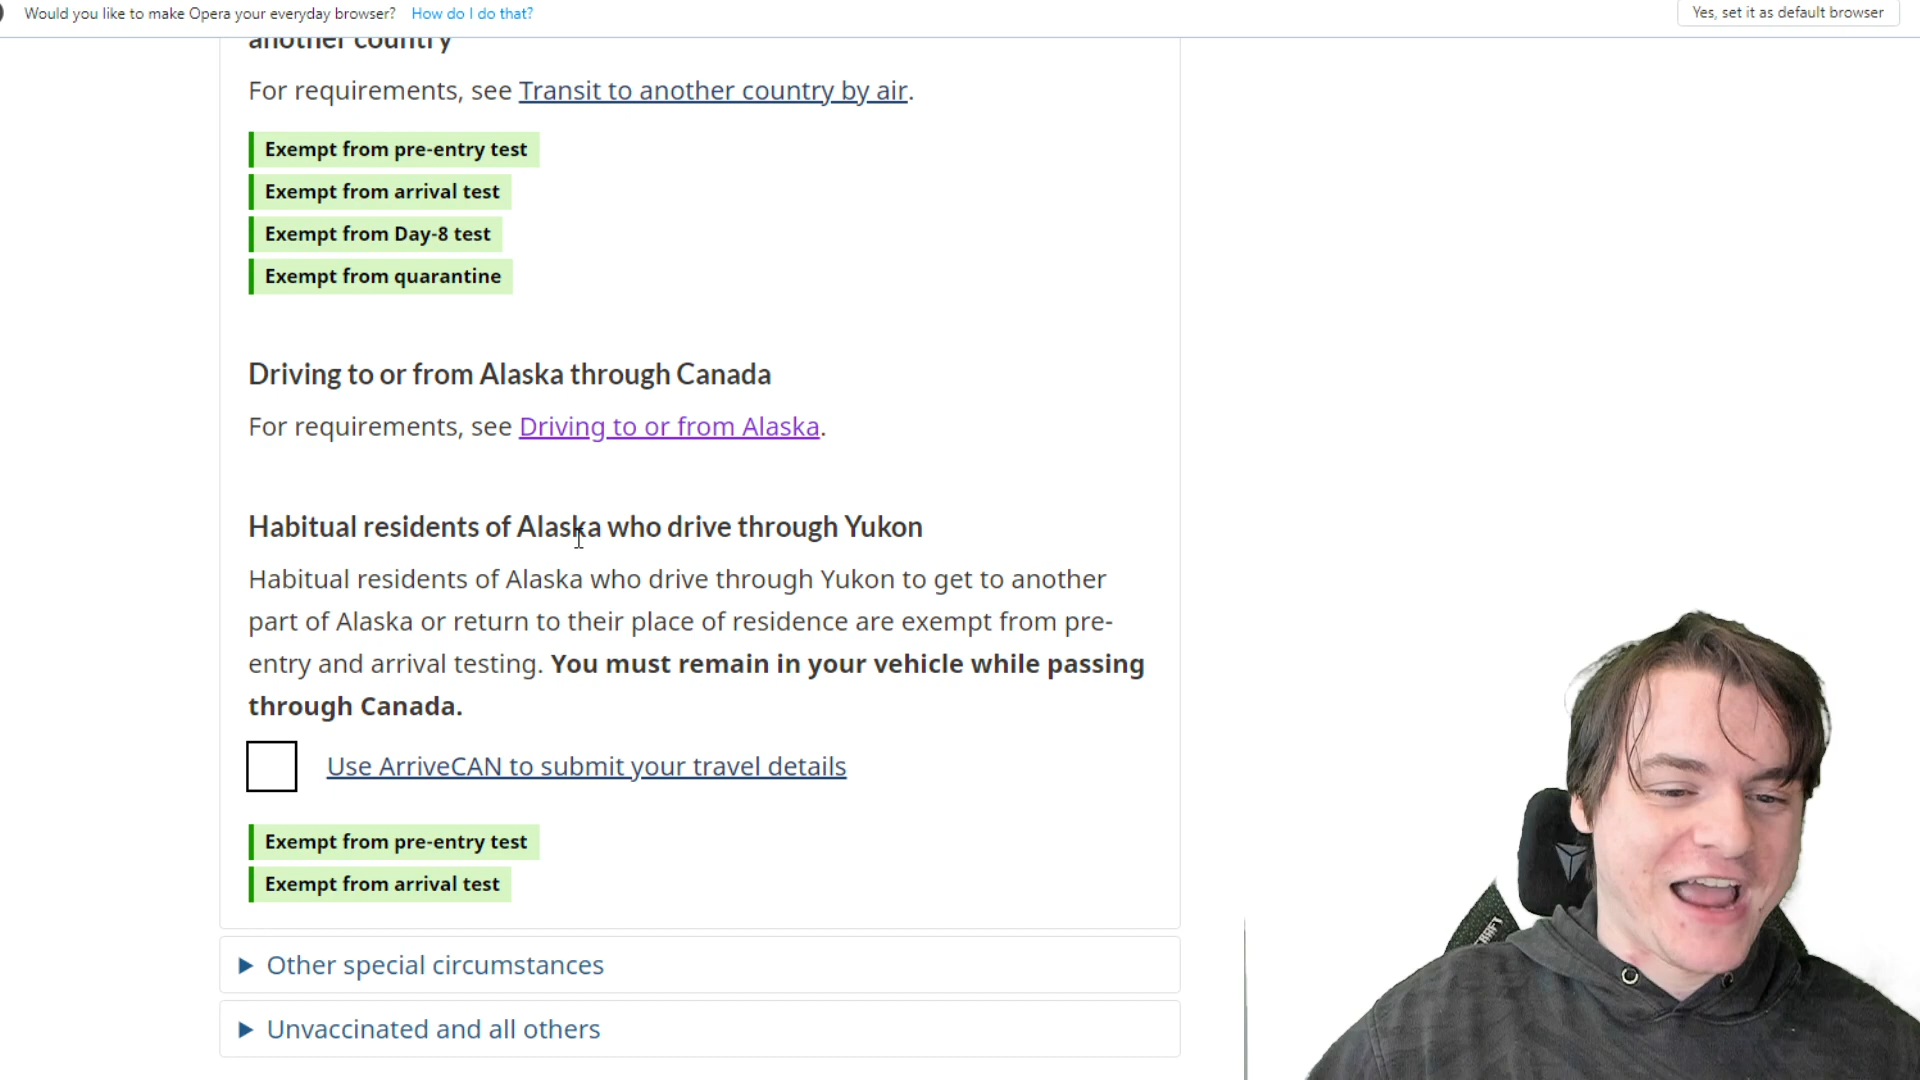 Would you like to make Opera your everyday browser? How do I do that? Yes, set it as default browser
another country
For requirements, see Transit to another country by air.
Exempt from pre-entry test
Exempt from arrival test
Exempt from Day-8 test
Exempt from quarantine
Driving to or from Alaska through Canada
For requirements, see Driving to or from Alaska.
Habitual residents of Alaska who drive through Yukon
Habitual residents of Alaska who drive through Yukon to get to another
part of Alaska or return to their place of residence are exempt from pre-
entry and arrival testing. You must remain in your vehicle while passing
through Canada.
Use ArriveCAN to submit your travel details
Exempt from pre-entry test
Exempt from arrival test
Other special circumstances
Unvaccinated and all others